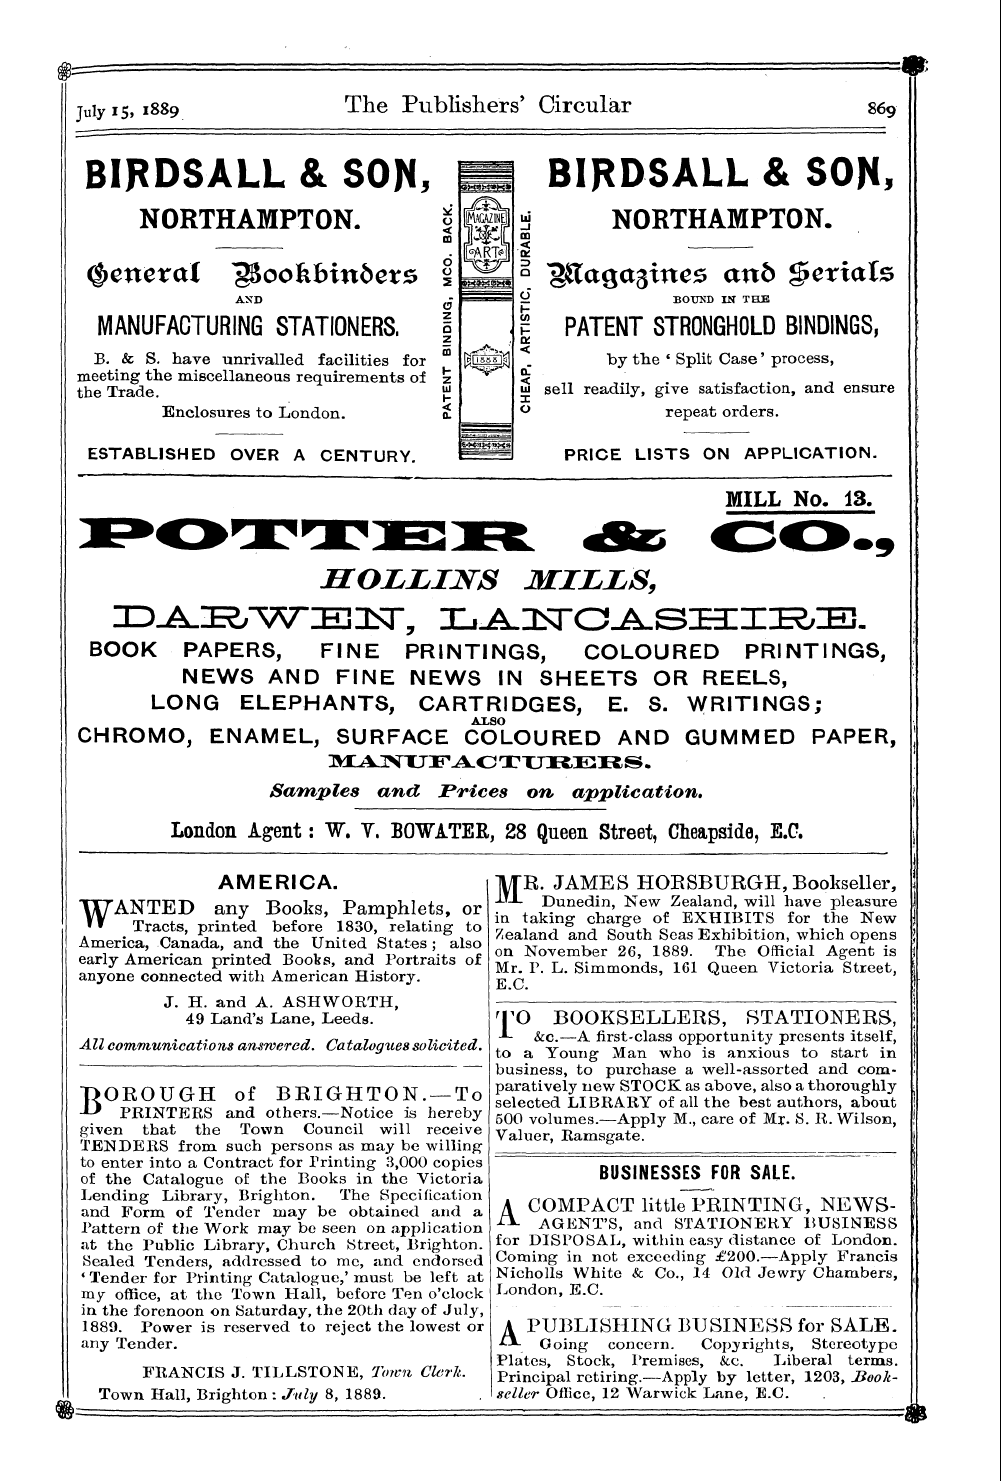 July 15, 1889
The Publishers' Circular
869
BIRDSALL & SON,
NORTHAMPTON.
General Bookbinders
AND
MANUFACTURING STATIONERS.
B. & S. have unrivalled facilities for
meeting the miscellaneous requirements of
the Trade.
Enclosures to London.
ESTABLISHED OVER A CENTURY.
PATENT BINDING, MCO. BACK.
MAGAZINE
OF
ART
1888
CHEAP, ARTISTIC, DURABLE.
BIRDSALL & SON,
NORTHAMPTON.
Magazines and Serials
BOUND IN THE
PATENT STRONGHOLD BINDINGS,
by the ‘Split Case’ process,
sell readily, give satisfaction, and ensure
repeat orders.
PRICE LISTS ON APPLICATION.
MILL No. 13.
POTTER & CO.,
HOLLINS MILLS,
DARWEN, LANCASHIRE.
BOOK PAPERS, FINE PRINTINGS, COLOURED PRINTINGS,
NEWS AND FINE NEWS IN SHEETS OR REELS,
LONG ELEPHANTS, CARTRIDGES, E. S. WRITINGS;
ALSO
CHROMO, ENAMEL, SURFACE COLOURED AND GUMMED PAPER,
MANUFACTURERS.
Samples and Prices on application.
London Agent: W. V. BOWATER, 28 Queen Street, Cheapside, E.C.
AMERICA.
WANTED any Books, Pamphlets, or
Tracts, printed before 1830, relating to
America, Canada, and the United States; also
early American printed Books, and Portraits of
anyone connected with American History.
J. H. and A. ASHWORTH,
49 Land's Lane, Leeds.
All communications answered. Catalogues solicited.
BOROUGH of BRIGHTON.—To
PRINTERS and others.—Notice is hereby
given that the Town Council will receive
TENDERS from such persons as may be willing
to enter into a Contract for Printing 3,000 copies
of the Catalogue of the Books in the Victoria
Lending Library, Brighton. The Specification
and Form of Tender may be obtained and a
Pattern of the Work may be seen on application
at the Public Library, Church Street, Brighton.
Sealed Tenders, addressed to me, and endorsed
‘Tender for Printing Catalogue,’ must be left at
my office, at the Town Hall, before Ten o'clock
in the forenoon on Saturday, the 20th day of July,
1889. Power is reserved to reject the lowest or
any Tender.
FRANCIS J. TILLSTONE, Town Clerk.
Town Hall, Brighton: July 8, 1889.
MR. JAMES HORSBURGH, Bookseller,
Dunedin, New Zealand, will have pleasure
in taking charge of EXHIBITS for the New
Zealand and South Seas Exhibition, which opens
on November 26, 1889. The Official Agent is
Mr. P. L. Simmonds, 161 Queen Victoria Street,
E.C.
TO BOOKSELLERS, STATIONERS,
&c.—A first-class opportunity presents itself,
to a Young Man who is anxious to start in
business, to purchase a well-assorted and com-
paratively new STOCK as above, also a thoroughly
selected LIBRARY of all the best authors, about
500 volumes.—Apply M., care of Mr. S. R. Wilson,
Valuer, Ramsgate.
BUSINESSES FOR SALE.
A COMPACT little PRINTING, NEWS-
AGENT'S, and STATIONERY BUSINESS
for DISPOSAL, within easy distance of London.
Coming in not exceeding £200.—Apply Francis
Nicholls White & Co., 14 Old Jewry Chambers,
London, E.C.
A PUBLISHING BUSINESS for SALE.
Going concern. Copyrights, Stereotype
Plates, Stock, Premises, &c. Liberal terms.
Principal retiring.—Apply by letter, 1203, Book-
seller Office, 12 Warwick Lane, E.C.